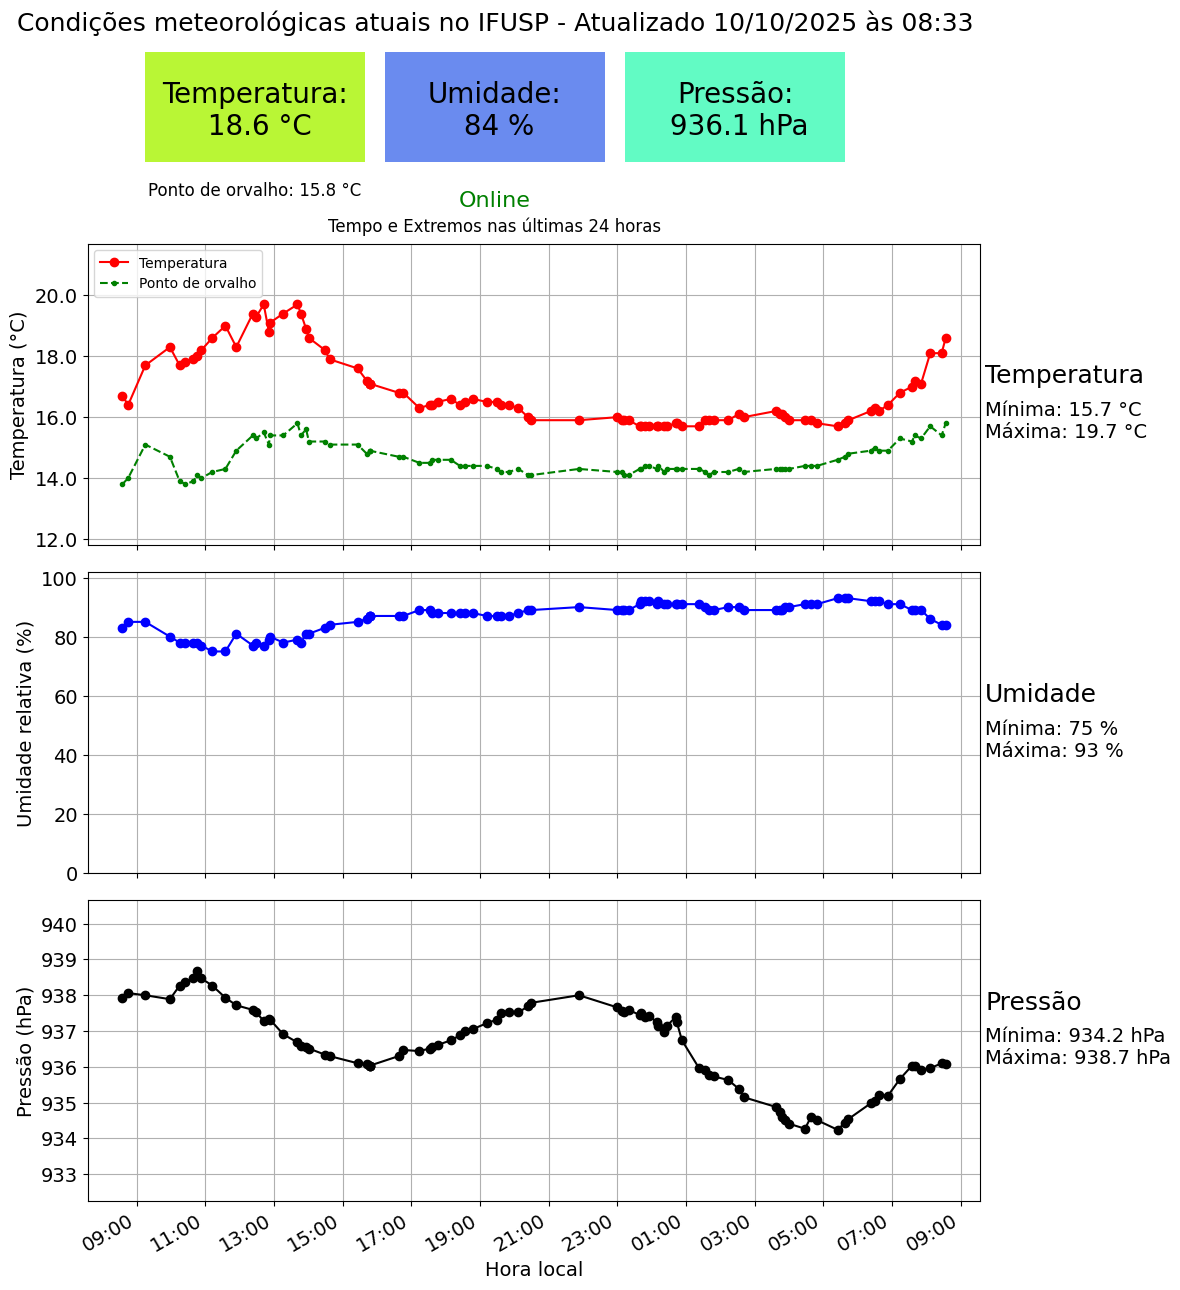 Condições meteorológicas atuais no IFUSP - Atualizado 10/10/2025 às 08:33
Temperatura:
18.6 °C
Umidade:
84 %
Pressão:
936.1 hPa
Ponto de orvalho: 15.8 °C
Online
Tempo e Extremos nas últimas 24 horas
Temperatura
Ponto de orvalho
Temperatura (°C)
20.0
18.0
16.0
14.0
12.0
Temperatura
Mínima: 15.7 °C
Máxima: 19.7 °C
Umidade relativa (%)
100
80
60
40
20
0
Umidade
Mínima: 75 %
Máxima: 93 %
Pressão (hPa)
940
939
938
937
936
935
934
933
Pressão
Mínima: 934.2 hPa
Máxima: 938.7 hPa
09:00
11:00
13:00
15:00
17:00
19:00
21:00
23:00
01:00
03:00
05:00
07:00
09:00
Hora local